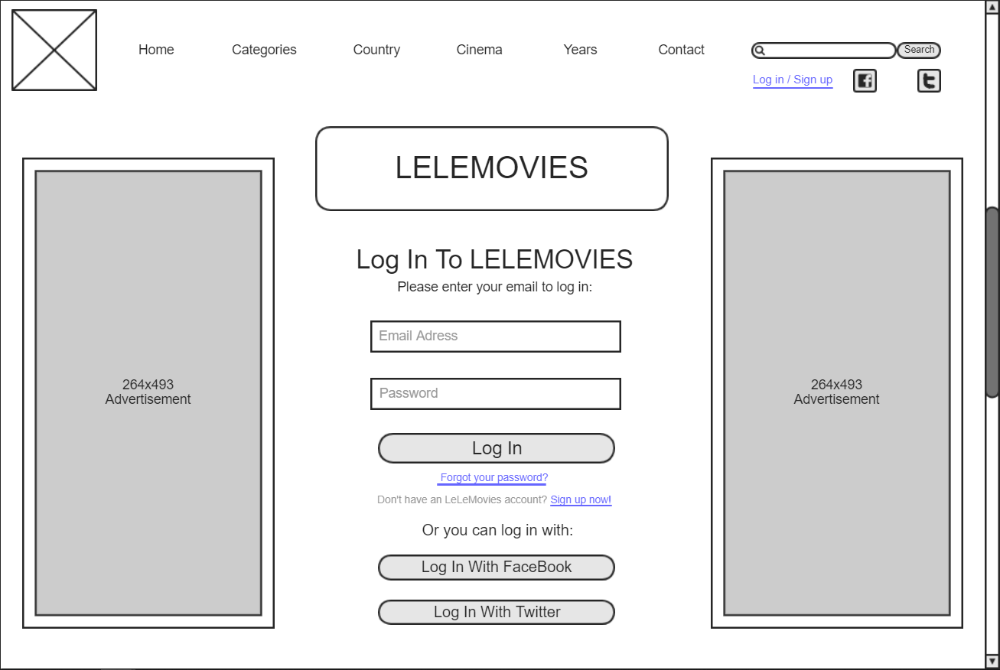 Home
Categories
Country
Cinema
Years
Contact
Search
Log in / Sign up
LELEMOVIES
Log In To LELEMOVIES
Please enter your email to log in:
Email Adress
Password
264x493
Advertisement
264x493
Advertisement
Log In
Forgot your password?
Don't have an LeLeMovies account? Sign up now!
Or you can log in with:
Log In With FaceBook
Log In With Twitter